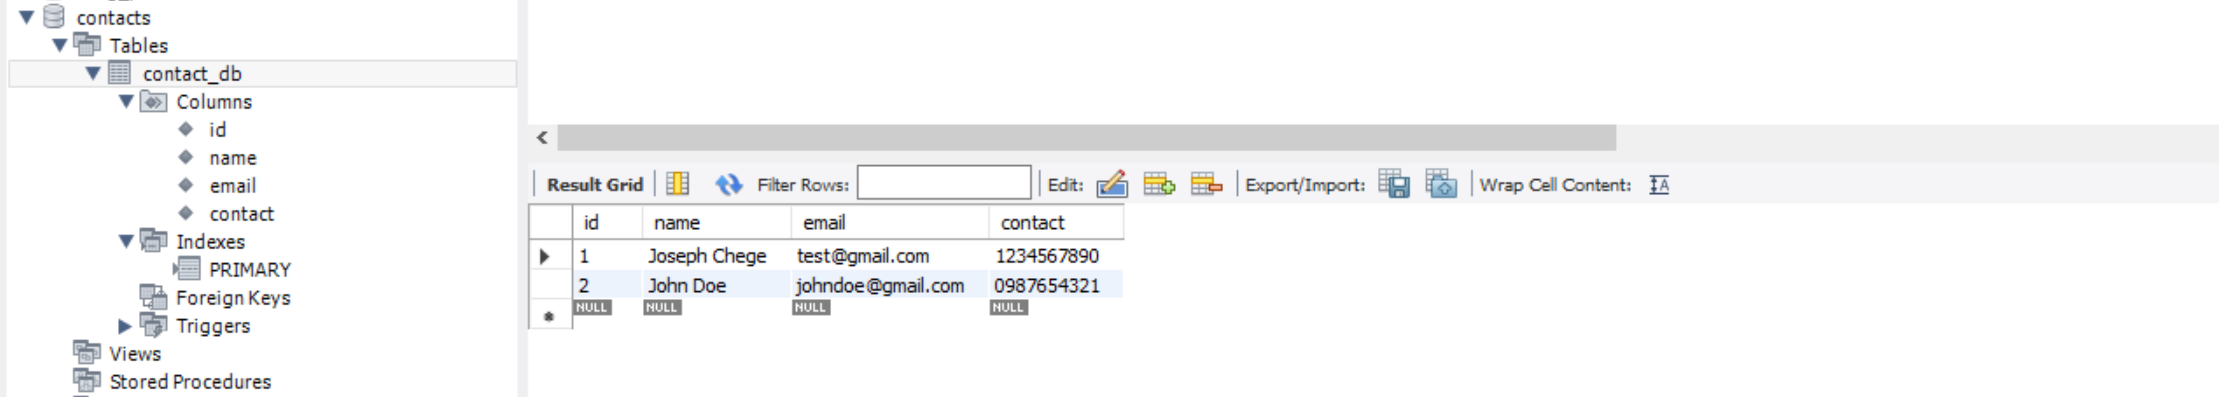 contacts
Tables
contact_db
Columns
id
name
email
contact
Indexes
PRIMARY
Foreign Keys
Triggers
Views
Stored Procedures
Result Grid Filter Rows: Edit: Export/Import: Wrap Cell Content: IA
id name email contact
1 Joseph Chege test@gmail.com 1234567890
2 John Doe johndoe@gmail.com 0987654321
NULL NULL NULL NULL